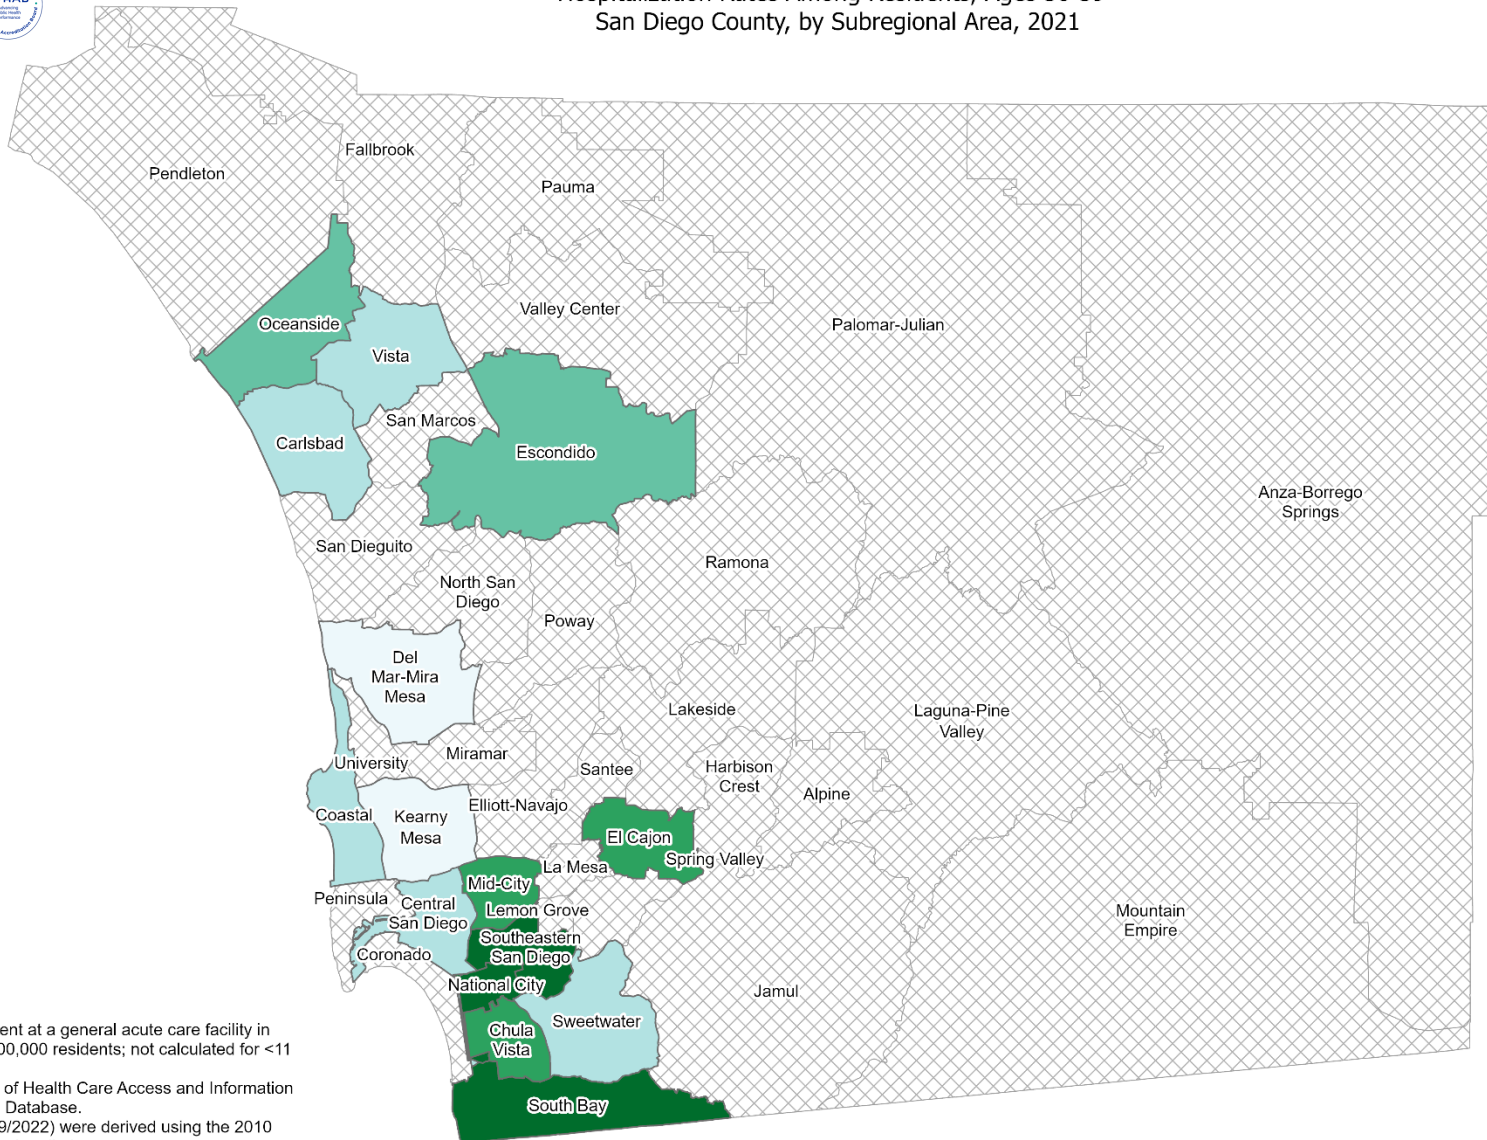 San Diego County, by Subregional Area, 2021
Fallbrook
Pendleton
Pauma
Valley Center
Oceanside
Palomar-Julian
Vista
San Marcos
Carlsbad
Escondido
Anza-Borrego
Springs
San Dieguito
Ramona
North San
Diego
Poway
Del
Mar-Mira
Mesa
Lakeside
Laguna-Pine
Valley
Miramar
University
Santee
Harbison
Crest
Alpine
Elliott-Navajo
Coastal
Kearny
Mesa
El Cajon
Spring Valley
La Mesa
Mid-City
Peninsula
Central
San Diego
Lemon Grove
Mountain
Empire
Southeastern
San Diego
Coronado
National City
Jamul
Sweetwater
Chula
Vista
South Bay
ent at a general acute care facility in
00,000 residents; not calculated for <11
of Health Care Access and Information
Database.
9/2022) were derived using the 2010